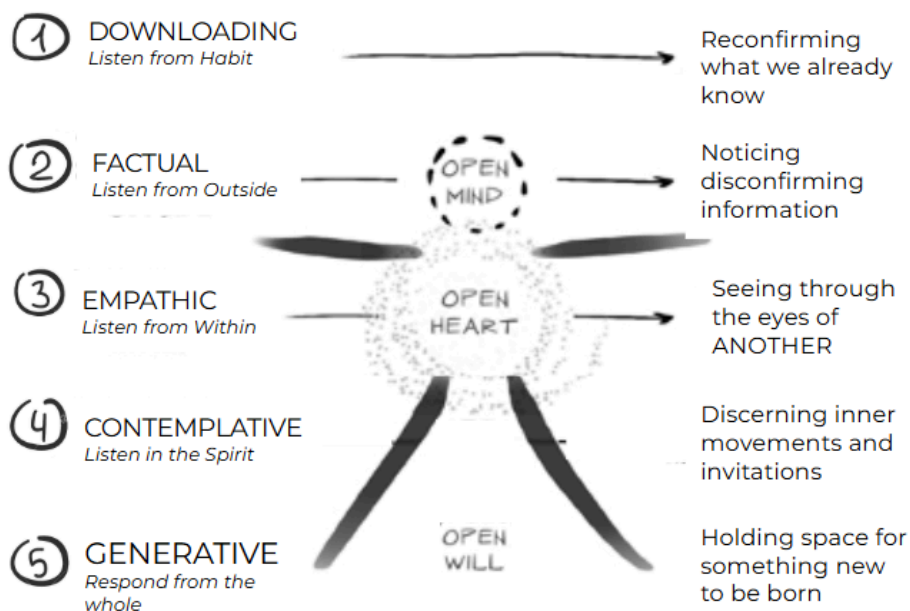 1 DOWNLOADING
Listen from Habit
Reconfirming
what we already
know
2 FACTUAL
Listen from Outside
OPEN
MIND
Noticing
disconfirming
information
3 EMPATHIC
Listen from Within
OPEN
HEART
Seeing through
the eyes of
ANOTHER
4 CONTEMPLATIVE
Listen in the Spirit
Discerning inner
movements and
invitations
5 GENERATIVE
Respond from the
whole
OPEN
WILL
Holding space for
something new
to be born